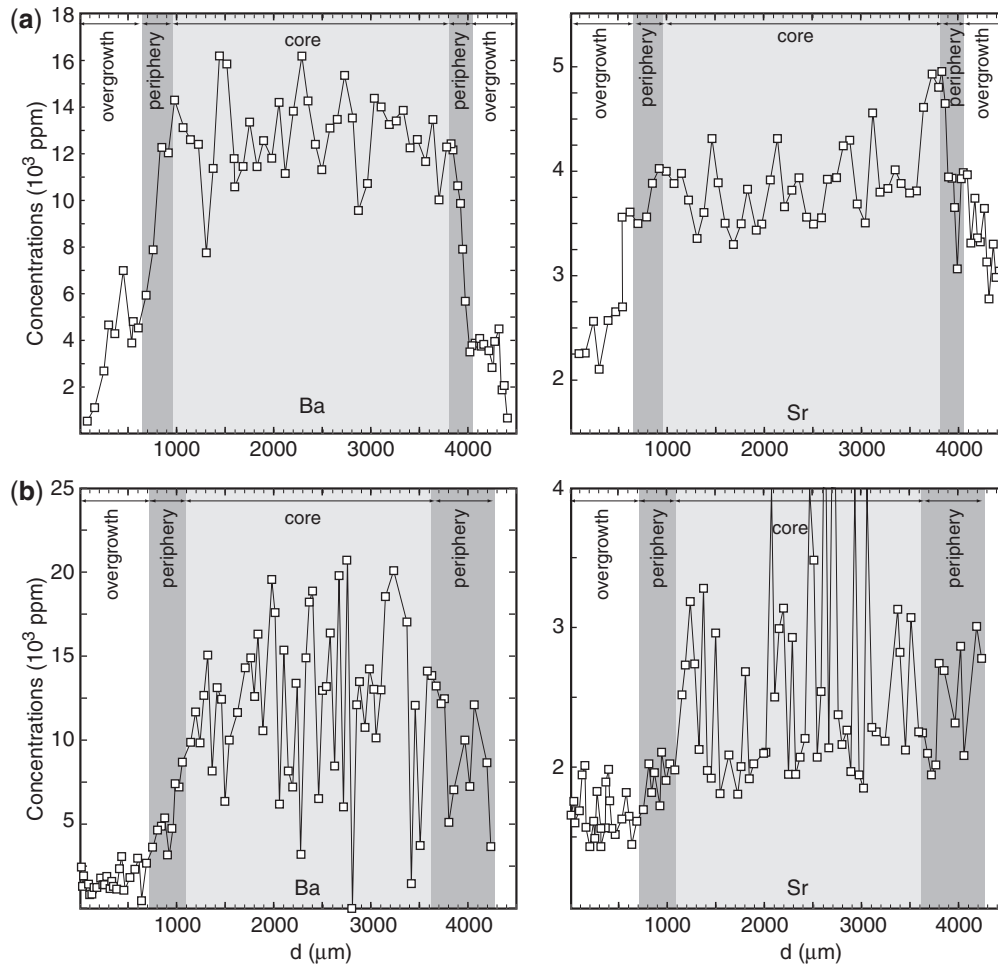 (a)
18
16
14
12
10
8
6
4
2
Concentrations (10³ ppm)
overgrowth
periphery
core
periphery
overgrowth
Ba
1000
2000
3000
4000
5
4
3
2
overgrowth
periphery
core
periphery
overgrowth
Sr
1000
2000
3000
4000
(b)
25
20
15
10
5
Concentrations (10³ ppm)
overgrowth
periphery
core
periphery
Ba
1000
2000
3000
4000
d (μm)
4
3
2
overgrowth
periphery
core
periphery
Sr
1000
2000
3000
4000
d (μm)